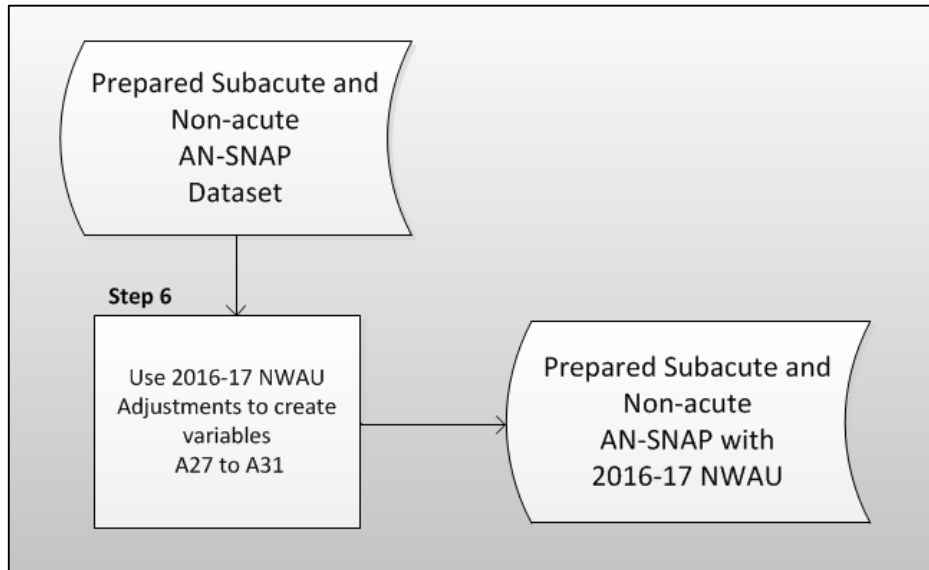 Prepared Subacute and
Non-acute
AN-SNAP
Dataset
Step 6
Use 2016-17 NWAU
Adjustments to create
variables
A27 to A31
Prepared Subacute and
Non-acute
AN-SNAP with
2016-17 NWAU